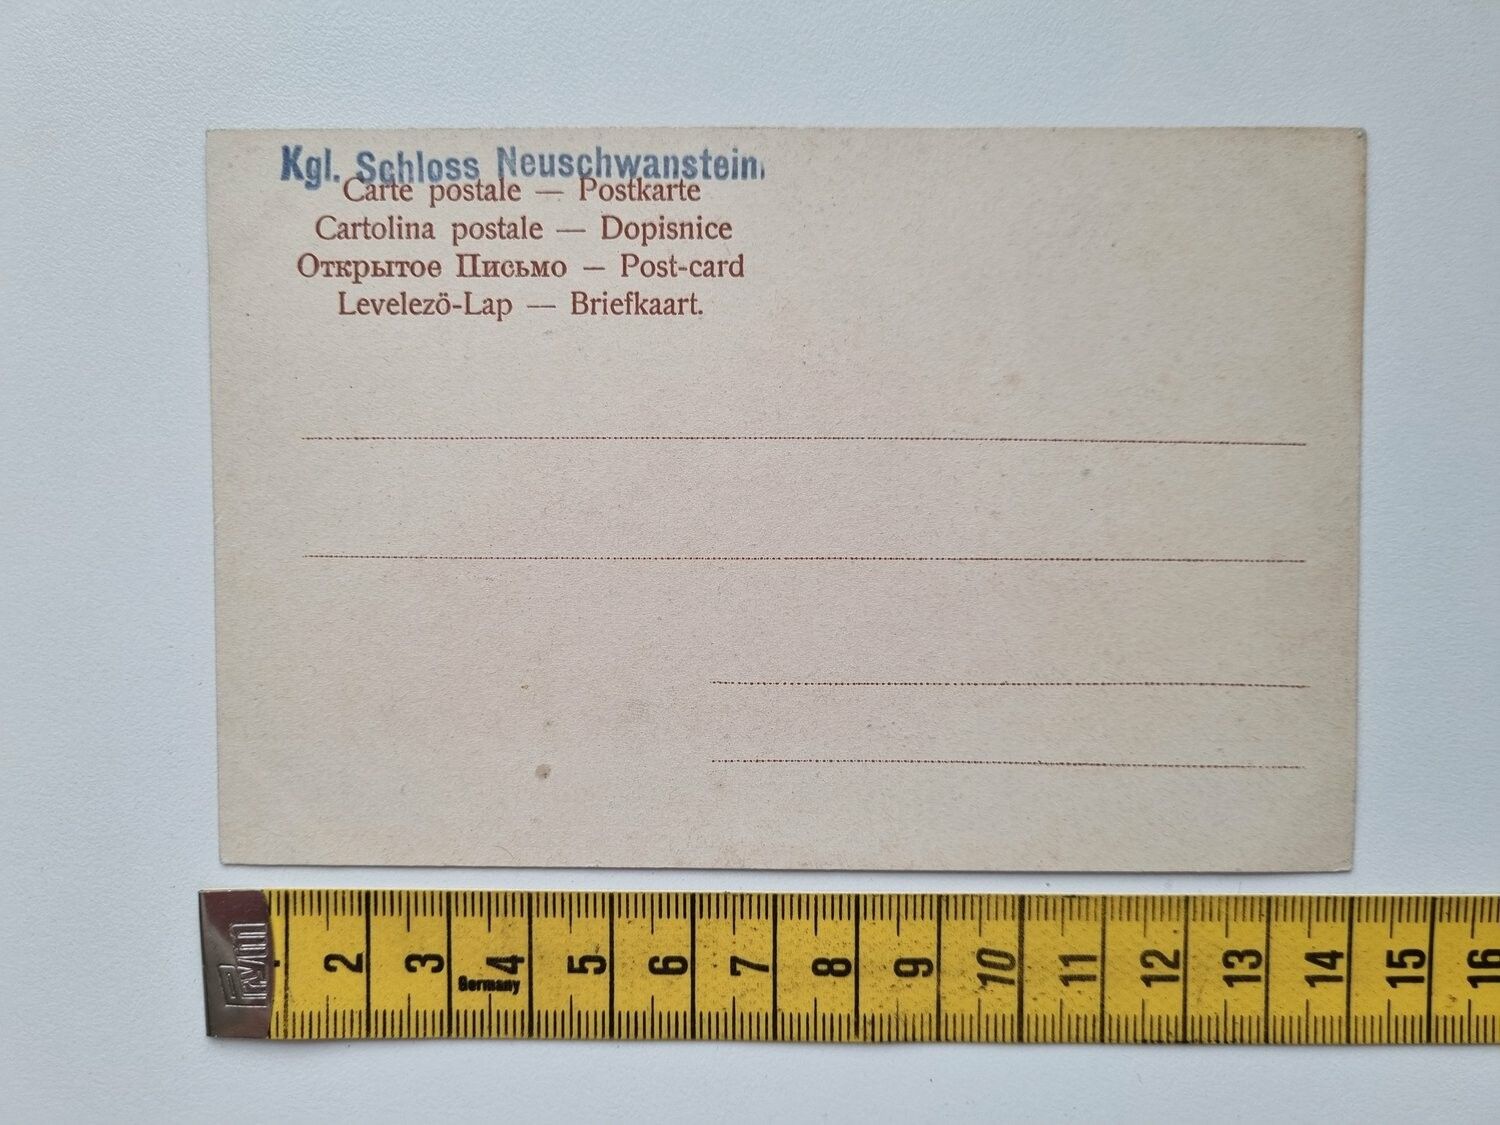 Kgl. Schloss Neuschwanstein.
Carte postale — Postkarte
Cartolina postale — Dopisnice
Открытое Письмо — Post-card
Levelezö-Lap — Briefkaart.
Prym
2 3 4 5 6 7 8 9 10 11 12 13 14 15 16
Germany